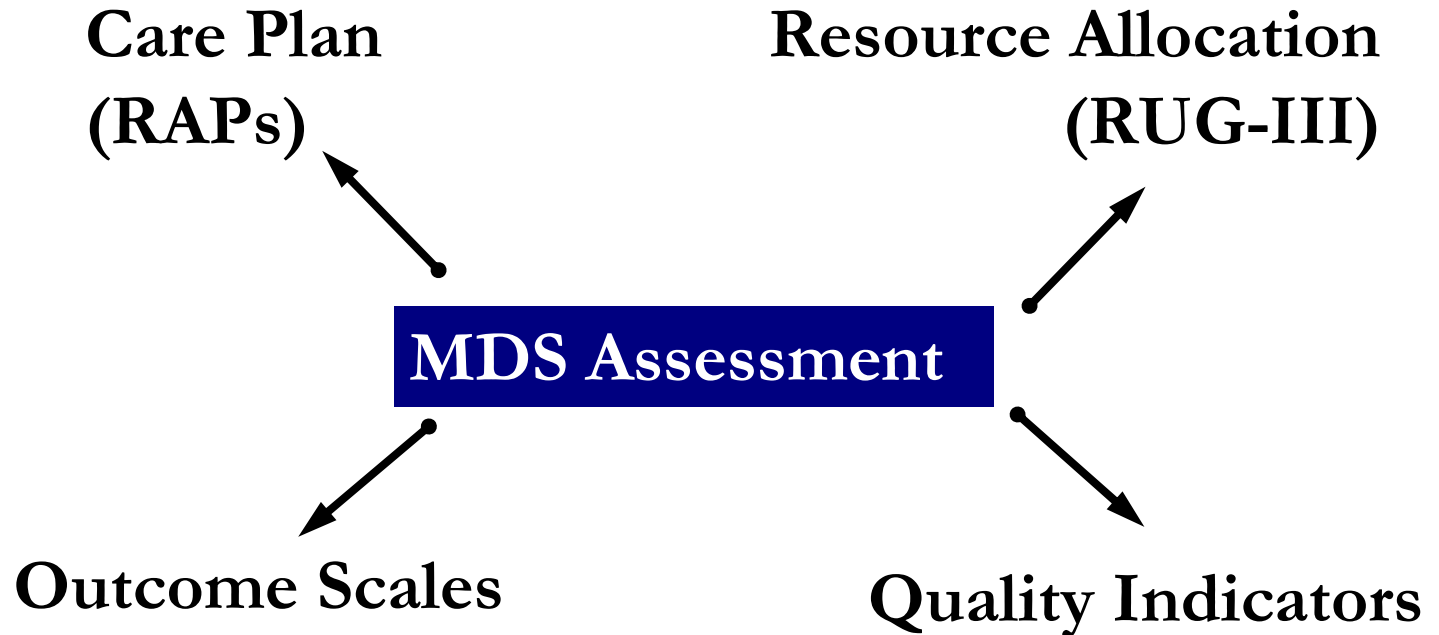 Care Plan
(RAPs)
Resource Allocation
(RUG-III)
MDS Assessment
Outcome Scales
Quality Indicators